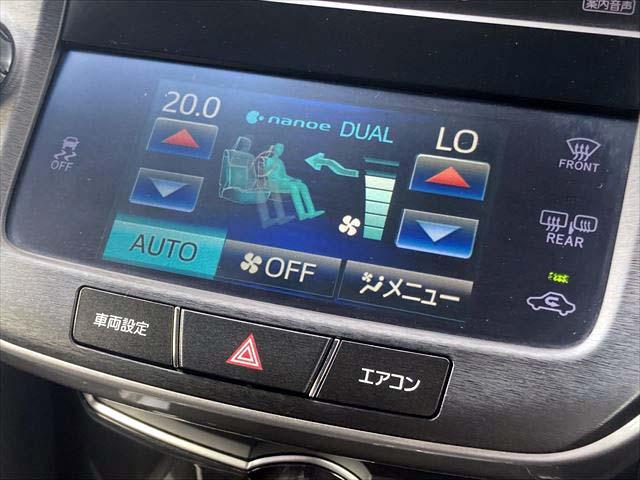 案内音声
20.0
nanoe DUAL
LO
OFF
FRONT
REAR
AUTO
OFF
メニュー
車両設定
エアコン